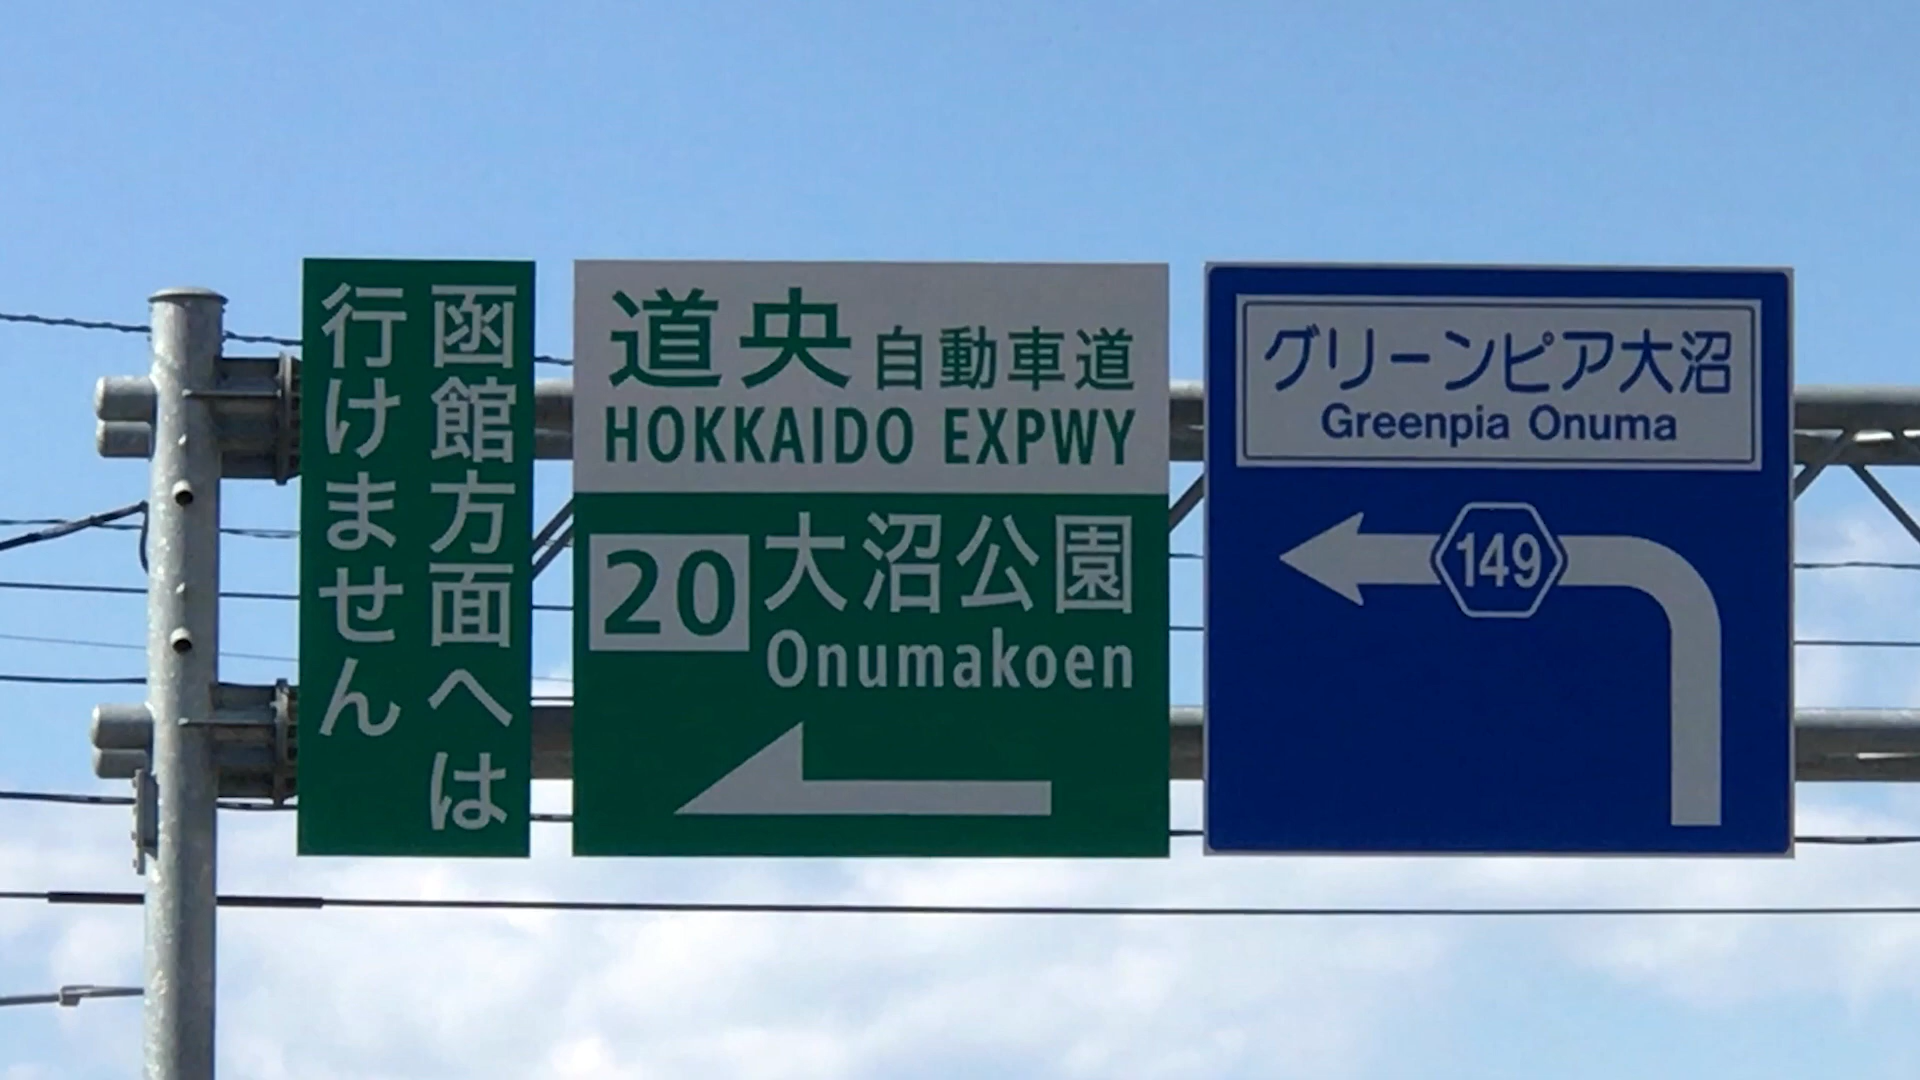 函館方面へは
行けません
道央自動車道
HOKKAIDO EXPWY
20 大沼公園
Onumakoen
グリーンピア大沼
Greenpia Onuma
149